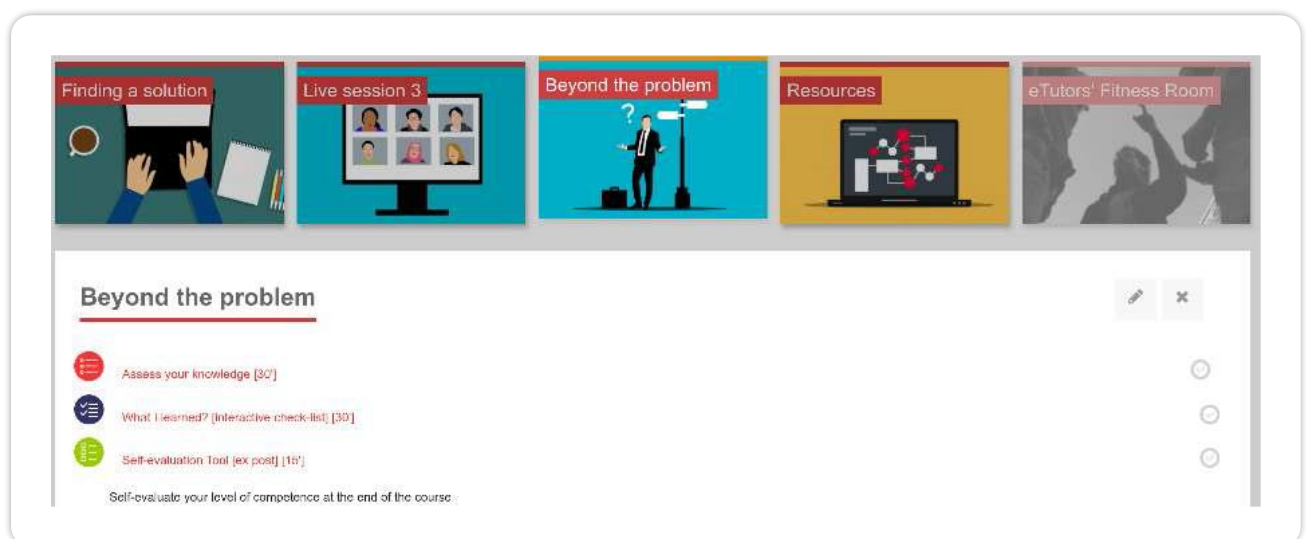 Finding a solution
Live session 3
Beyond the problem
Resources
eTutors' Fitness Room
?
Beyond the problem
Assess your knowledge [30']
What I learned? [interactive check-list] [30']
Self-evaluation Tool [ex post] [15']
Self-evaluate your level of competence at the end of the course